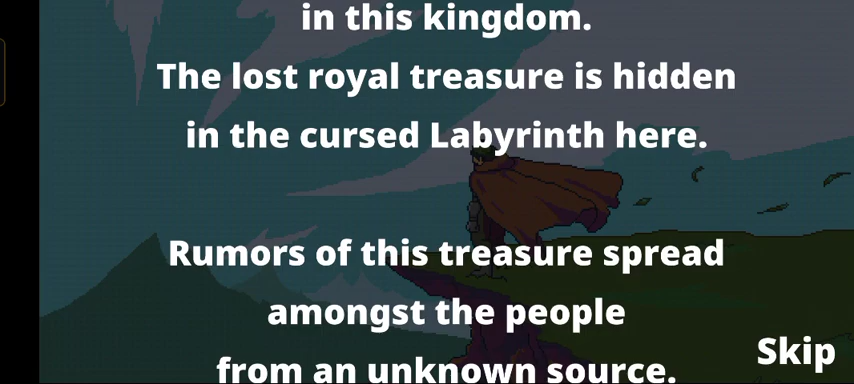 in this kingdom.
The lost royal treasure is hidden
in the cursed Labyrinth here.
Rumors of this treasure spread
amongst the people
from an unknown source.
Skip